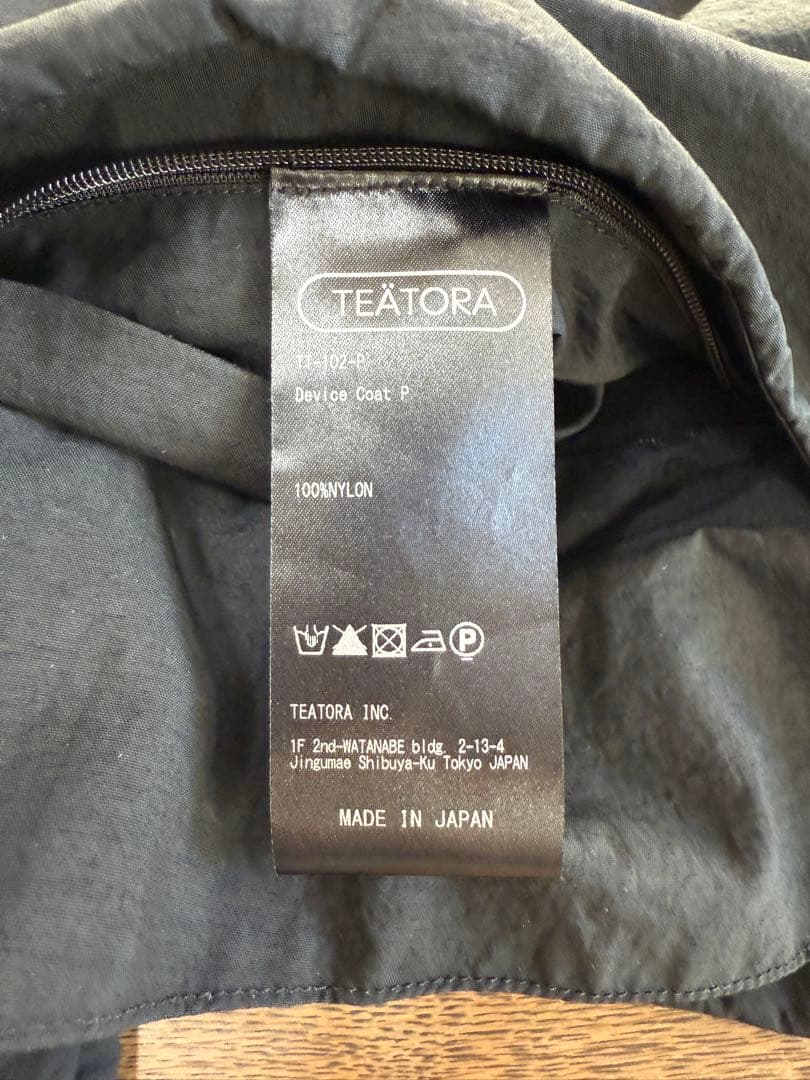 TEÄTORA
TT-102-P
Device Coat P
100%NYLON
P
TEATORA INC.
1F 2nd-WATANABE bldg. 2-13-4
Jingumae Shibuya-Ku Tokyo JAPAN
MADE IN JAPAN